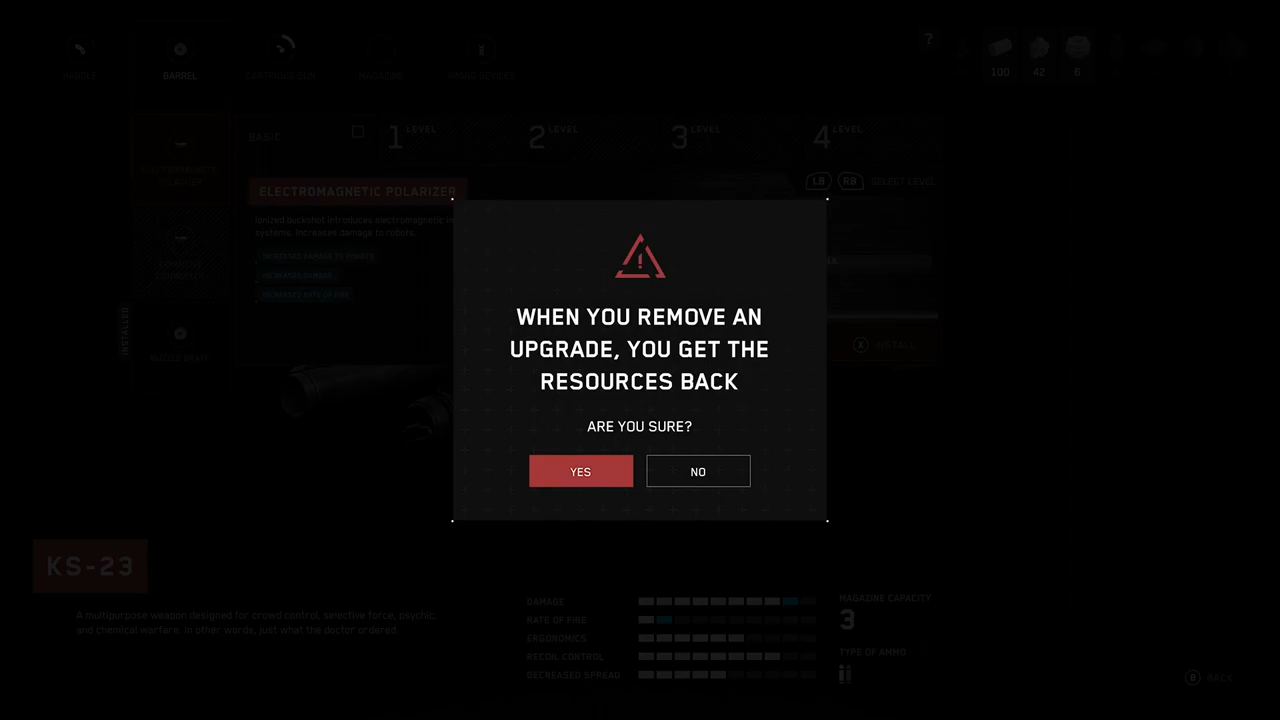 HANDLE
BARREL
CARTRIDGE GUN
MAGAZINE
AIMING DEVICES
?
100
42
6
BASIC
1 LEVEL
2 LEVEL
3 LEVEL
4 LEVEL
LB RB SELECT LEVEL
ELECTROMAGNETIC POLARIZER
Ionized buckshot introduces electromagnetic
systems. Increases damage to robots.
INCREASED DAMAGE TO ROBOTS
INCREASED DAMAGE
DECREASED RATE OF FIRE
INSTALLED
MUZZLE BRAKE
X INSTALL
WHEN YOU REMOVE AN
UPGRADE, YOU GET THE
RESOURCES BACK
ARE YOU SURE?
YES
NO
KS-23
A multipurpose weapon designed for crowd control, selective force, psychic,
and chemical warfare. In other words, just what the doctor ordered.
DAMAGE
RATE OF FIRE
ERGONOMICS
RECOIL CONTROL
DECREASED SPREAD
MAGAZINE CAPACITY
3
TYPE OF AMMO
B BACK